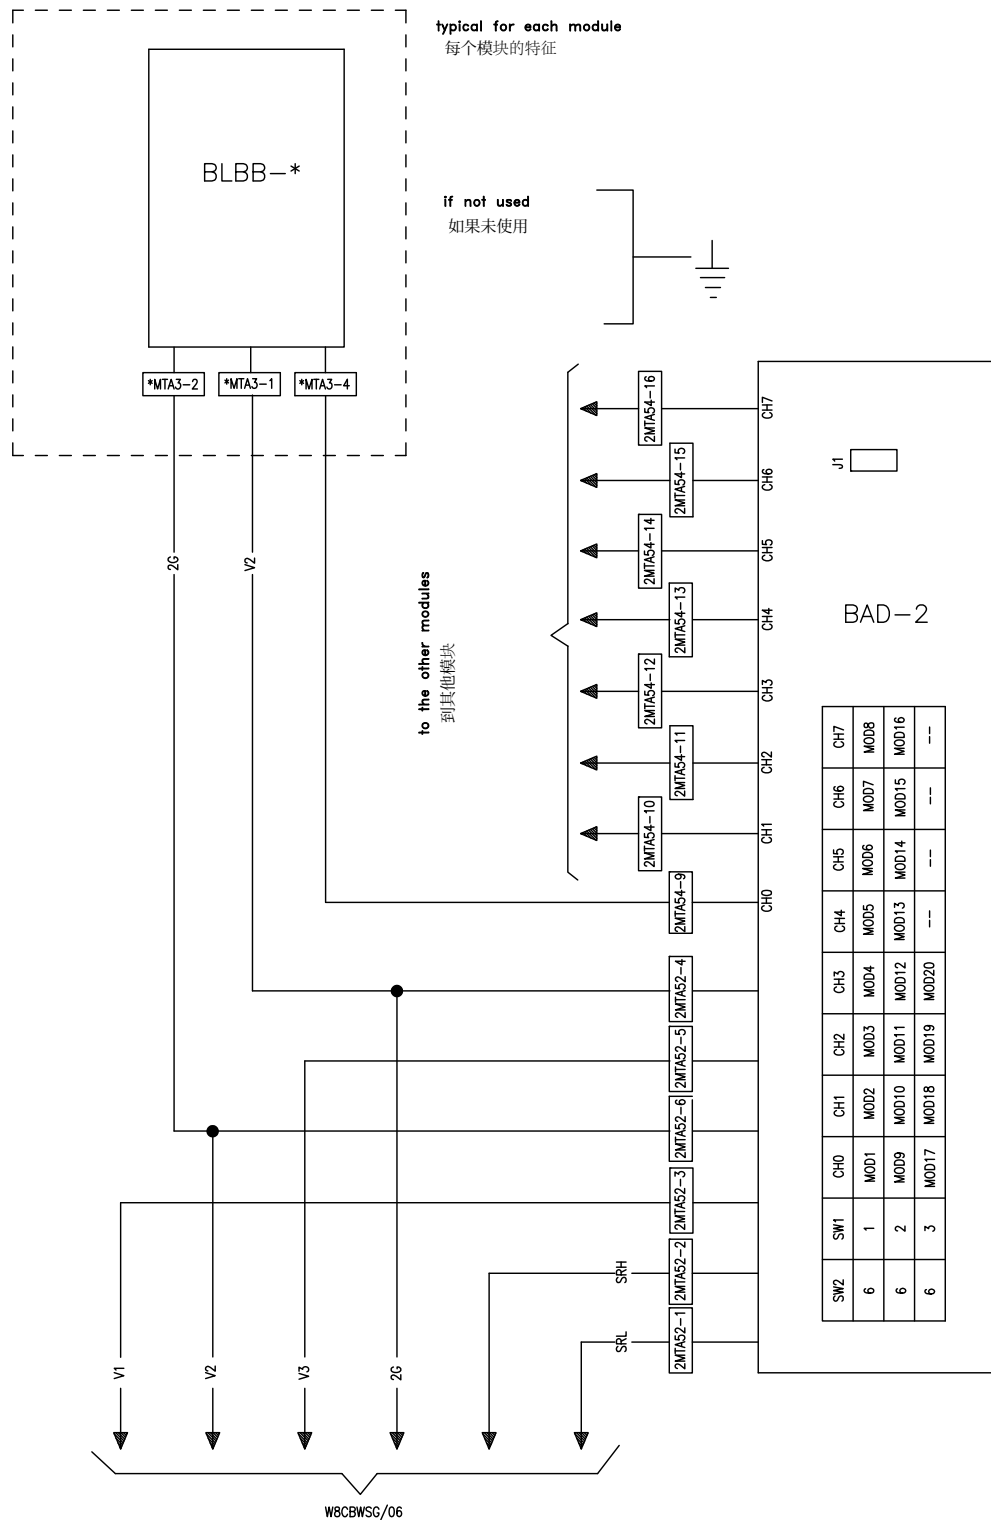 typical for each module
每个模块的特征
BLBB-*
if not used
如果未使用
*MTA3-2
*MTA3-1
*MTA3-4
2G
V2
to the other modules
到其他模块
2MTA54-16
CH7
2MTA54-15
CH6
2MTA54-14
CH5
2MTA54-13
CH4
2MTA54-12
CH3
2MTA54-11
CH2
2MTA54-10
CH1
2MTA54-9
CH0
2MTA52-4
2MTA52-5
2MTA52-6
2MTA52-3
2MTA52-2
SRH
2MTA52-1
SRL
J1
BAD-2
SW2 SW1 CH0 CH1 CH2 CH3 CH4 CH5 CH6 CH7
6 1 MOD1 MOD2 MOD3 MOD4 MOD5 MOD6 MOD7 MOD8
6 2 MOD9 MOD10 MOD11 MOD12 MOD13 MOD14 MOD15 MOD16
6 3 MOD17 MOD18 MOD19 MOD20 -- -- -- --
V1
V2
V3
2G
W8CBWSG/06